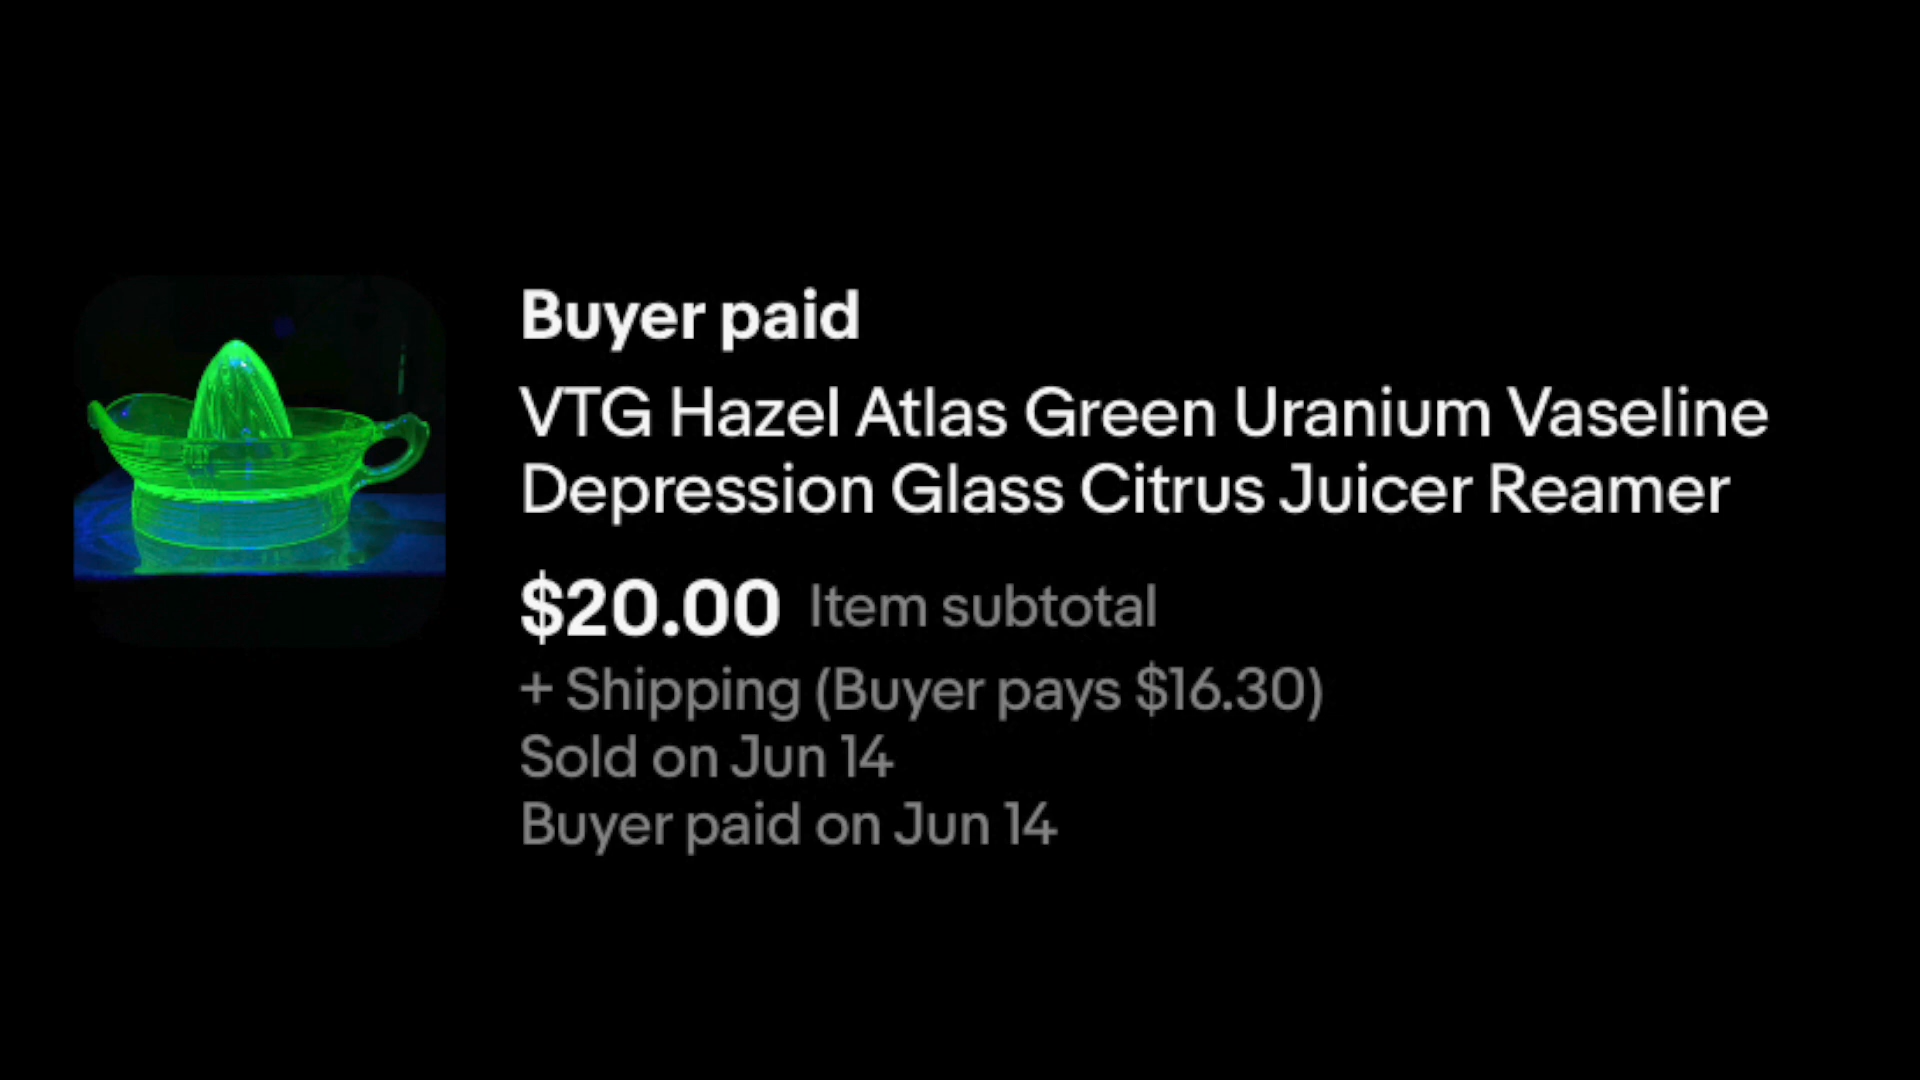 Buyer paid
VTG Hazel Atlas Green Uranium Vaseline
Depression Glass Citrus Juicer Reamer
$20.00 Item subtotal
+ Shipping (Buyer pays $16.30)
Sold on Jun 14
Buyer paid on Jun 14